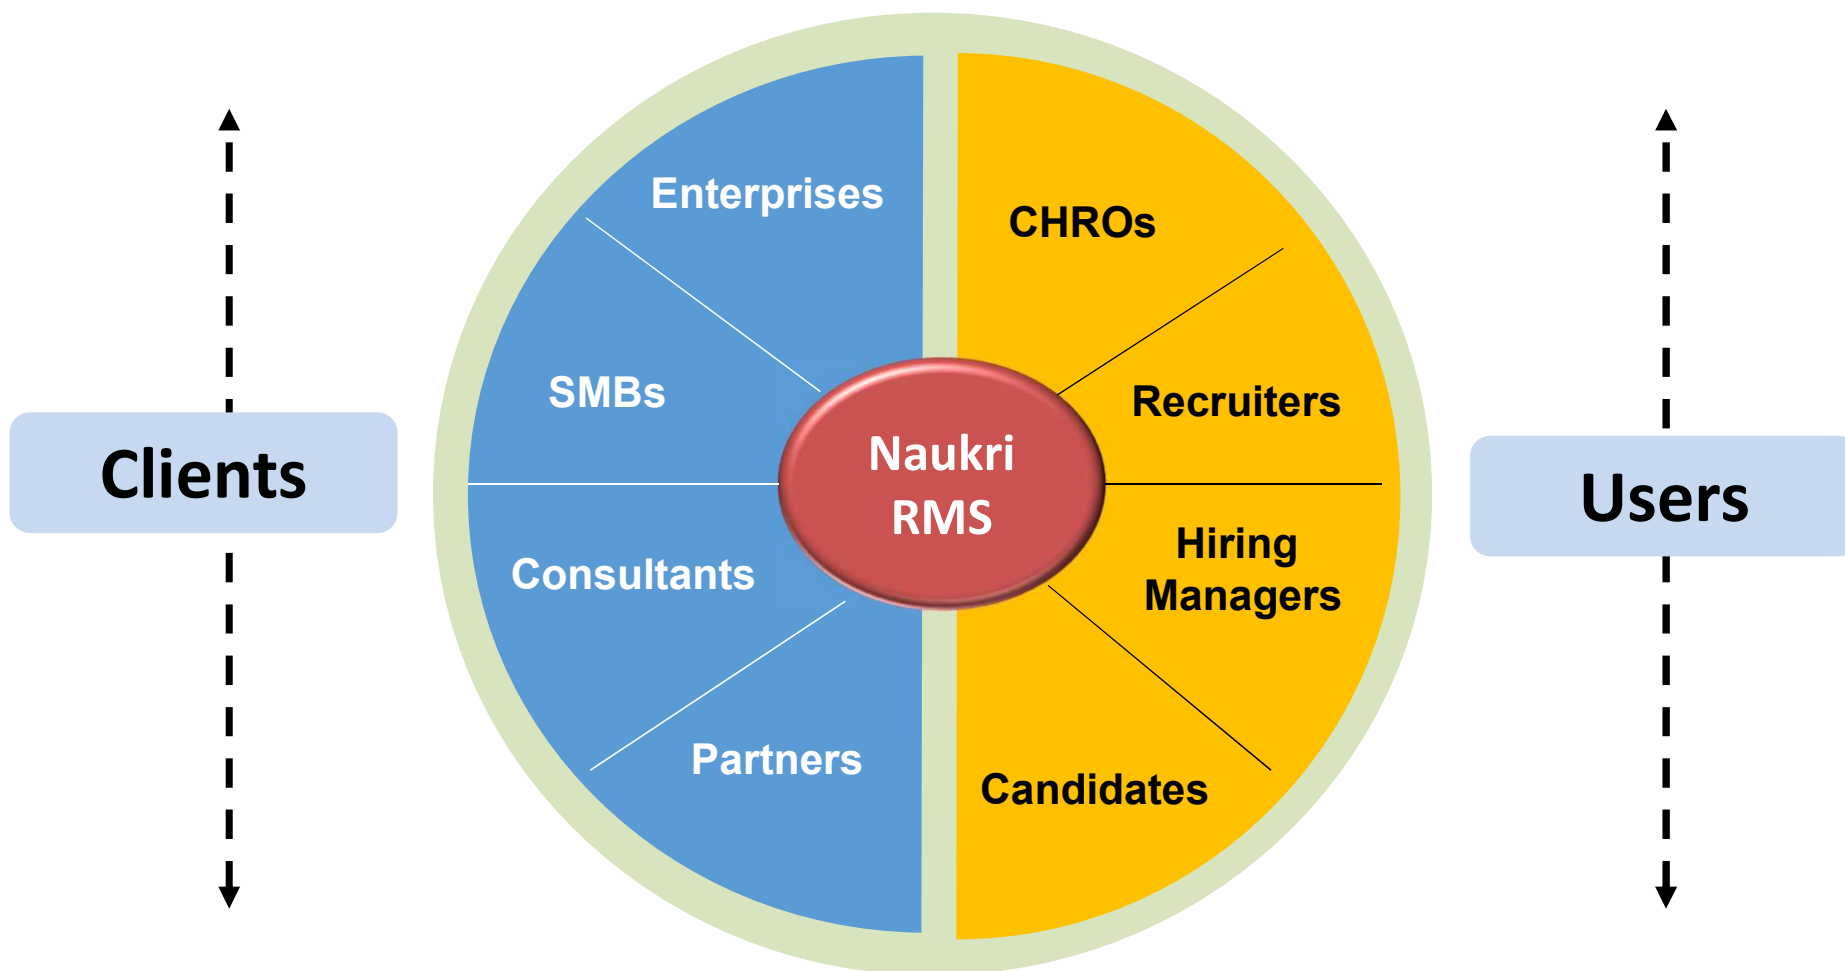 Enterprises
CHROs
SMBs
Recruiters
Naukri
RMS
Clients
Users
Consultants
Hiring
Managers
Partners
Candidates